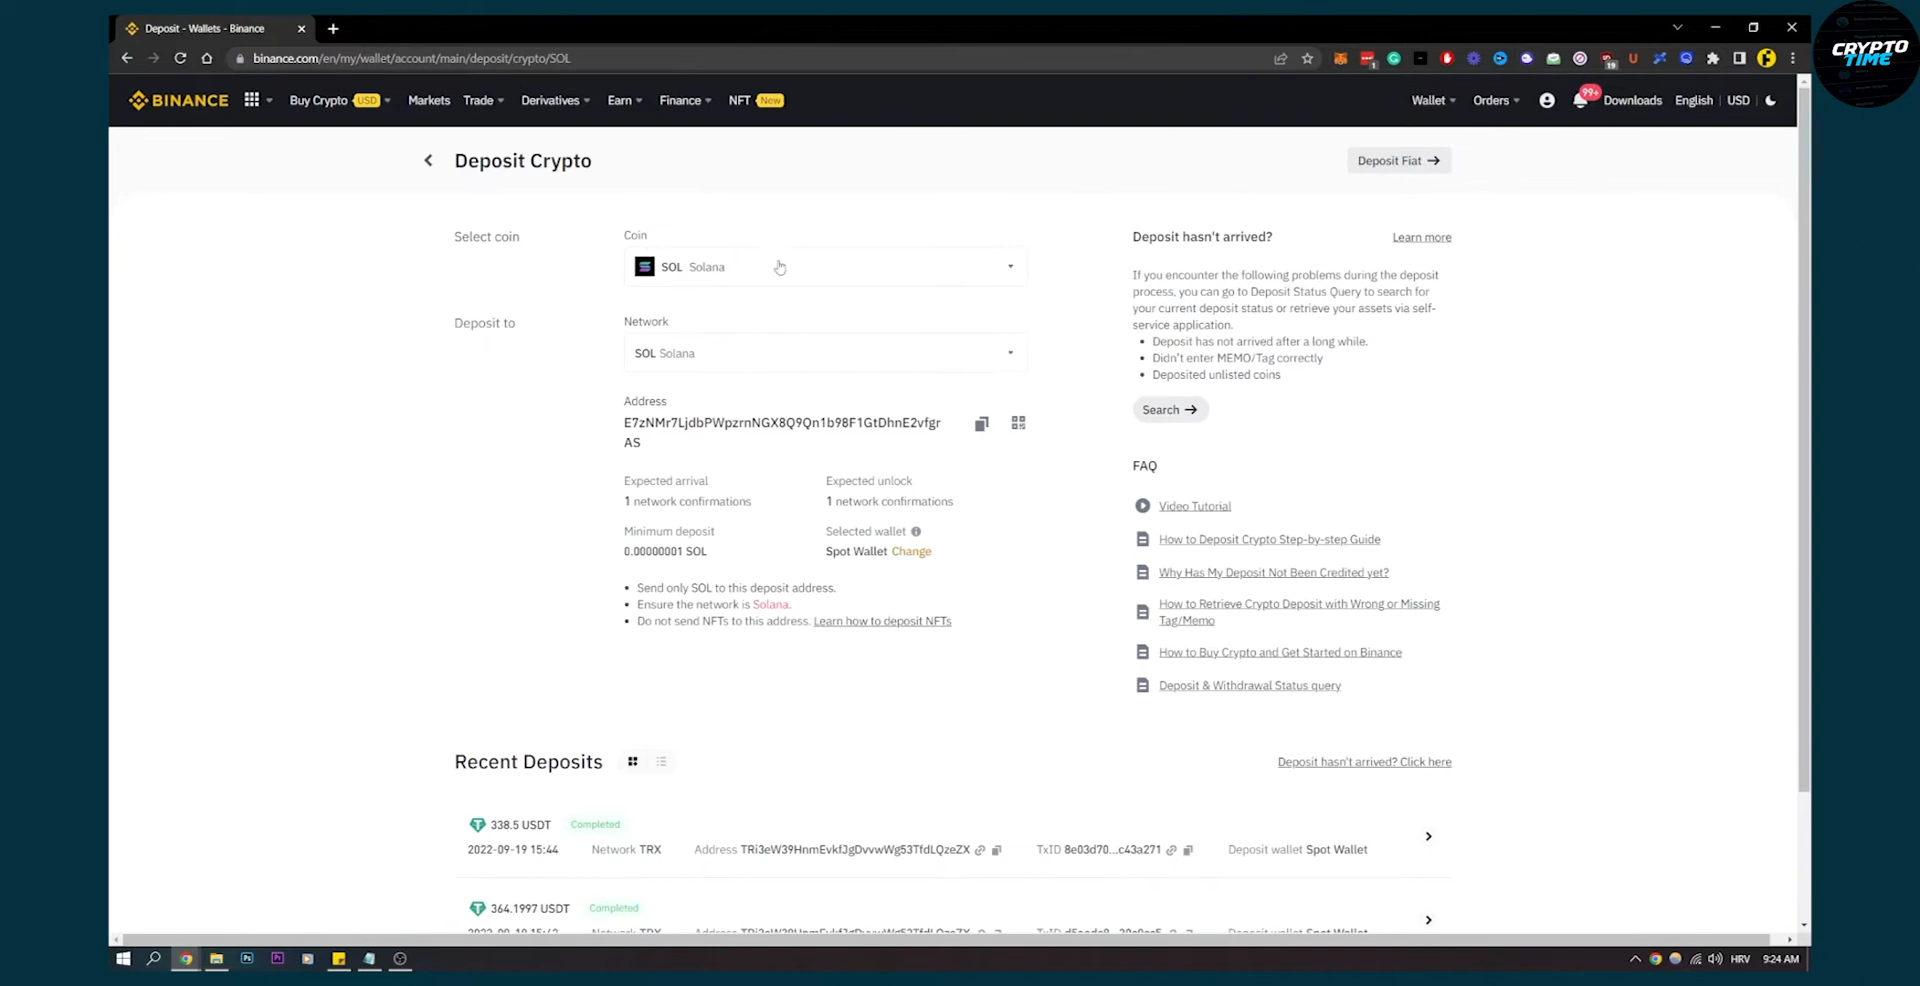 Deposit - Wallets - Binance
CRYPTO
TIME
binance.com/en/my/wallet/account/main/deposit/crypto/SOL
1
19
BINANCE Buy Crypto USD Markets Trade Derivatives Earn Finance NFT New Wallet Orders 99+ Downloads English USD
Deposit Crypto
Deposit Fiat
Select coin
Coin
SOL Solana
Deposit to
Network
SOL Solana
Address
E7zNMr7LjdbPWpzrnNGX8Q9Qn1b98F1GtDhnE2vfgr
AS
Expected arrival
1 network confirmations
Expected unlock
1 network confirmations
Minimum deposit
0.00000001 SOL
Selected wallet
Spot Wallet Change
Send only SOL to this deposit address.
Ensure the network is Solana.
Do not send NFTs to this address. Learn how to deposit NFTs
Deposit hasn't arrived?
Learn more
If you encounter the following problems during the deposit
process, you can go to Deposit Status Query to search for
your current deposit status or retrieve your assets via self-
service application.
Deposit has not arrived after a long while.
Didn't enter MEMO/Tag correctly
Deposited unlisted coins
Search
FAQ
Video Tutorial
How to Deposit Crypto Step-by-step Guide
Why Has My Deposit Not Been Credited yet?
How to Retrieve Crypto Deposit with Wrong or Missing
Tag/Memo
How to Buy Crypto and Get Started on Binance
Deposit & Withdrawal Status query
Recent Deposits
Deposit hasn't arrived? Click here
338.5 USDT Completed
2022-09-19 15:44 Network TRX Address TRi3eW39HnmEvkfJgDvvwWg53TfdLQzeZX TxID 8e03d70...c43a271 Deposit wallet Spot Wallet
364.1997 USDT Completed
Network TRX Address TRi3eW39HnmEvkfJgDvvwWg53TfdLQzeZX TxID Deposit wallet Spot Wallet
HRV 9:24 AM